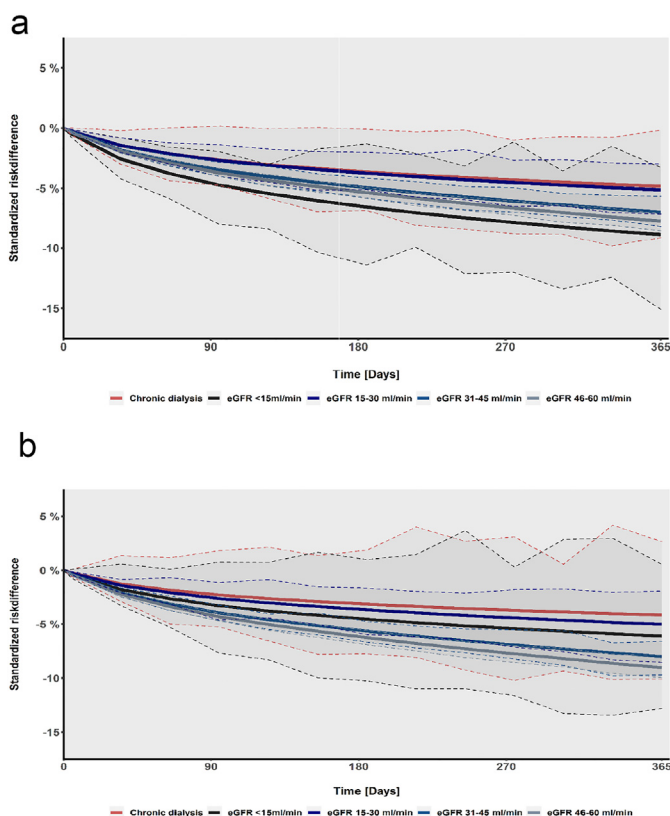 a
5 %
0 %
-5%
-10%
-15
Standardized riskdifference
0 90 180 270 365
Time [Days]
Chronic dialysis eGFR <15ml/min eGFR 15-30 ml/min eGFR 31-45 ml/min eGFR 46-60 ml/min
b
5 %
0 %
-5%
-10%
-15
Standardized riskdifference
0 90 180 270 365
Time [Days]
Chronic dialysis eGFR <15ml/min eGFR 15-30 ml/min eGFR 31-45 ml/min eGFR 46-60 ml/min